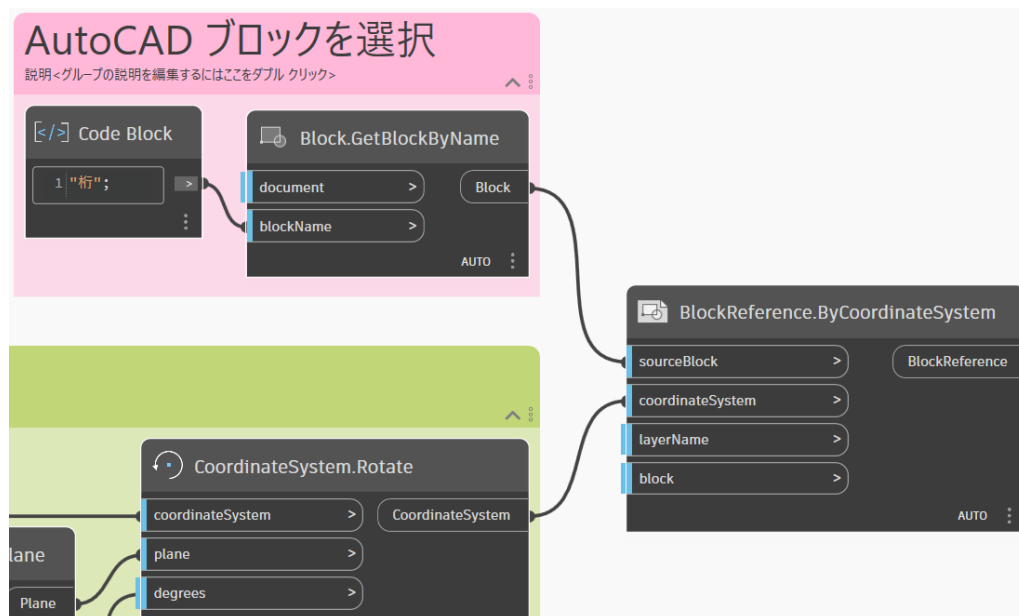 AutoCAD ブロックを選択
説明<グループの説明を編集するにはここをダブル クリック>
[</>] Code Block
1 "桁";
>
Block.GetBlockByName
document >
Block
blockName >
AUTO
BlockReference.ByCoordinateSystem
sourceBlock >
BlockReference
coordinateSystem >
layerName >
block >
AUTO
CoordinateSystem.Rotate
coordinateSystem >
CoordinateSystem
plane >
degrees >
lane
Plane